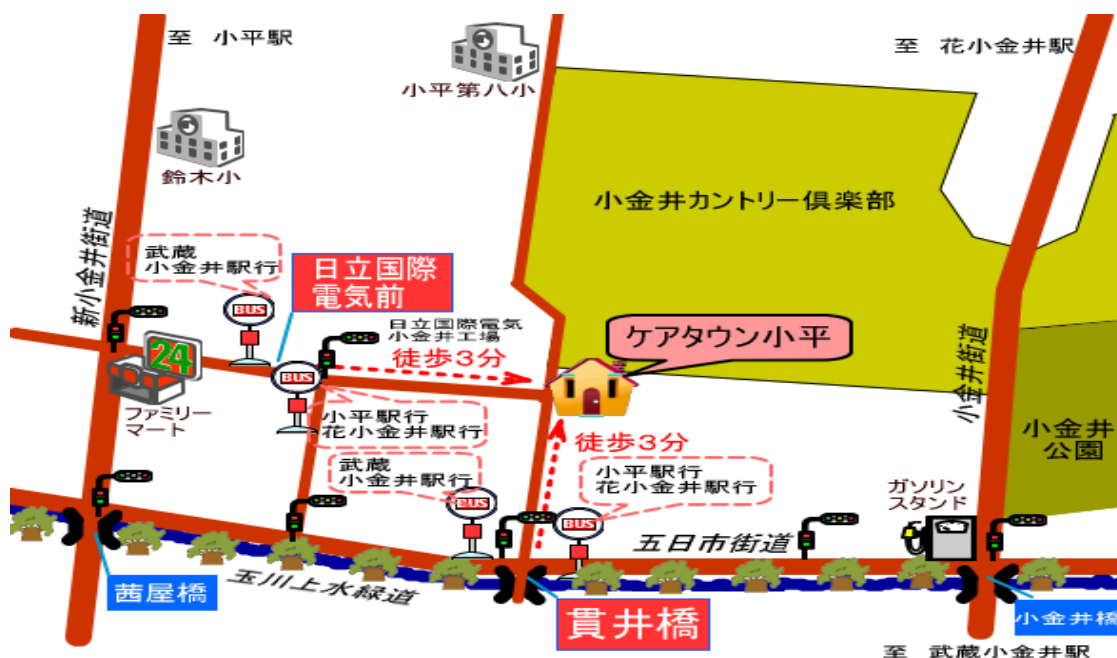 至 小平駅
小平第八小
至 花小金井駅
鈴木小
小金井カントリー倶楽部
新小金井街道
武蔵
小金井駅行
日立国際
電気前
BUS
日立国際電気
小金井工場
徒歩3分
ケアタウン小平
小金井街道
24
ファミリー
マート
BUS
小平駅行
花小金井駅行
小金井
公園
徒歩3分
武蔵
小金井駅行
小平駅行
花小金井駅行
ガソリン
スタンド
BUS
BUS
五日市街道
玉川上水緑道
茜屋橋
貫井橋
小金井橋
至 武蔵小金井駅